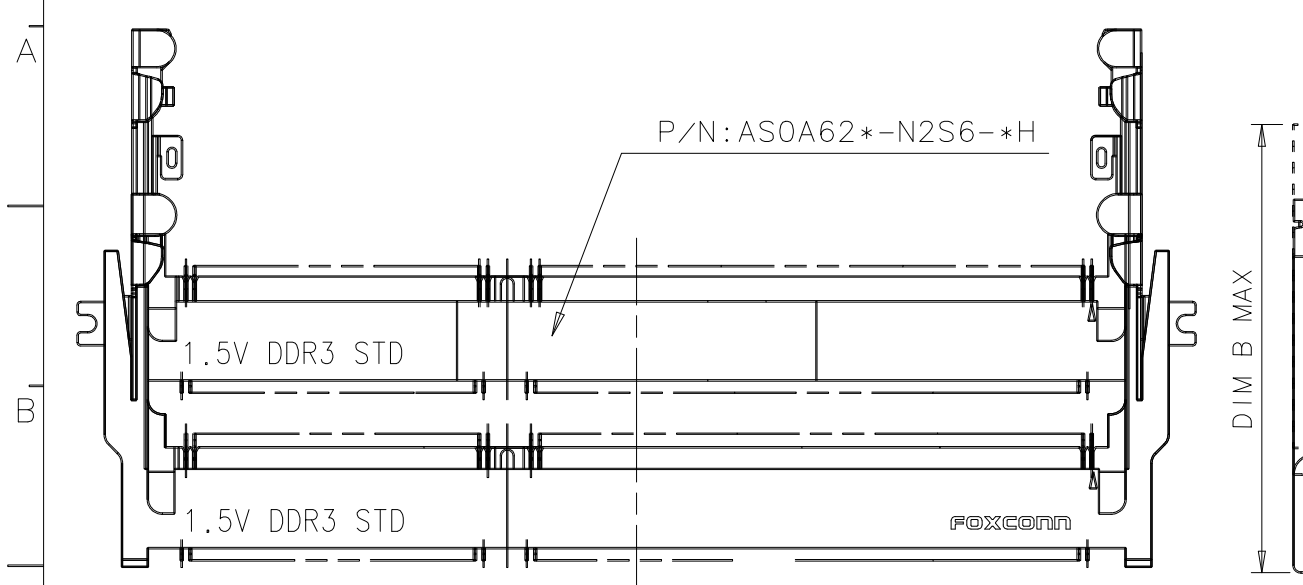 A
P/N:AS0A62*-N2S6-*H
1.5V DDR3 STD
DIM B MAX
B
1.5V DDR3 STD
FOXCONN